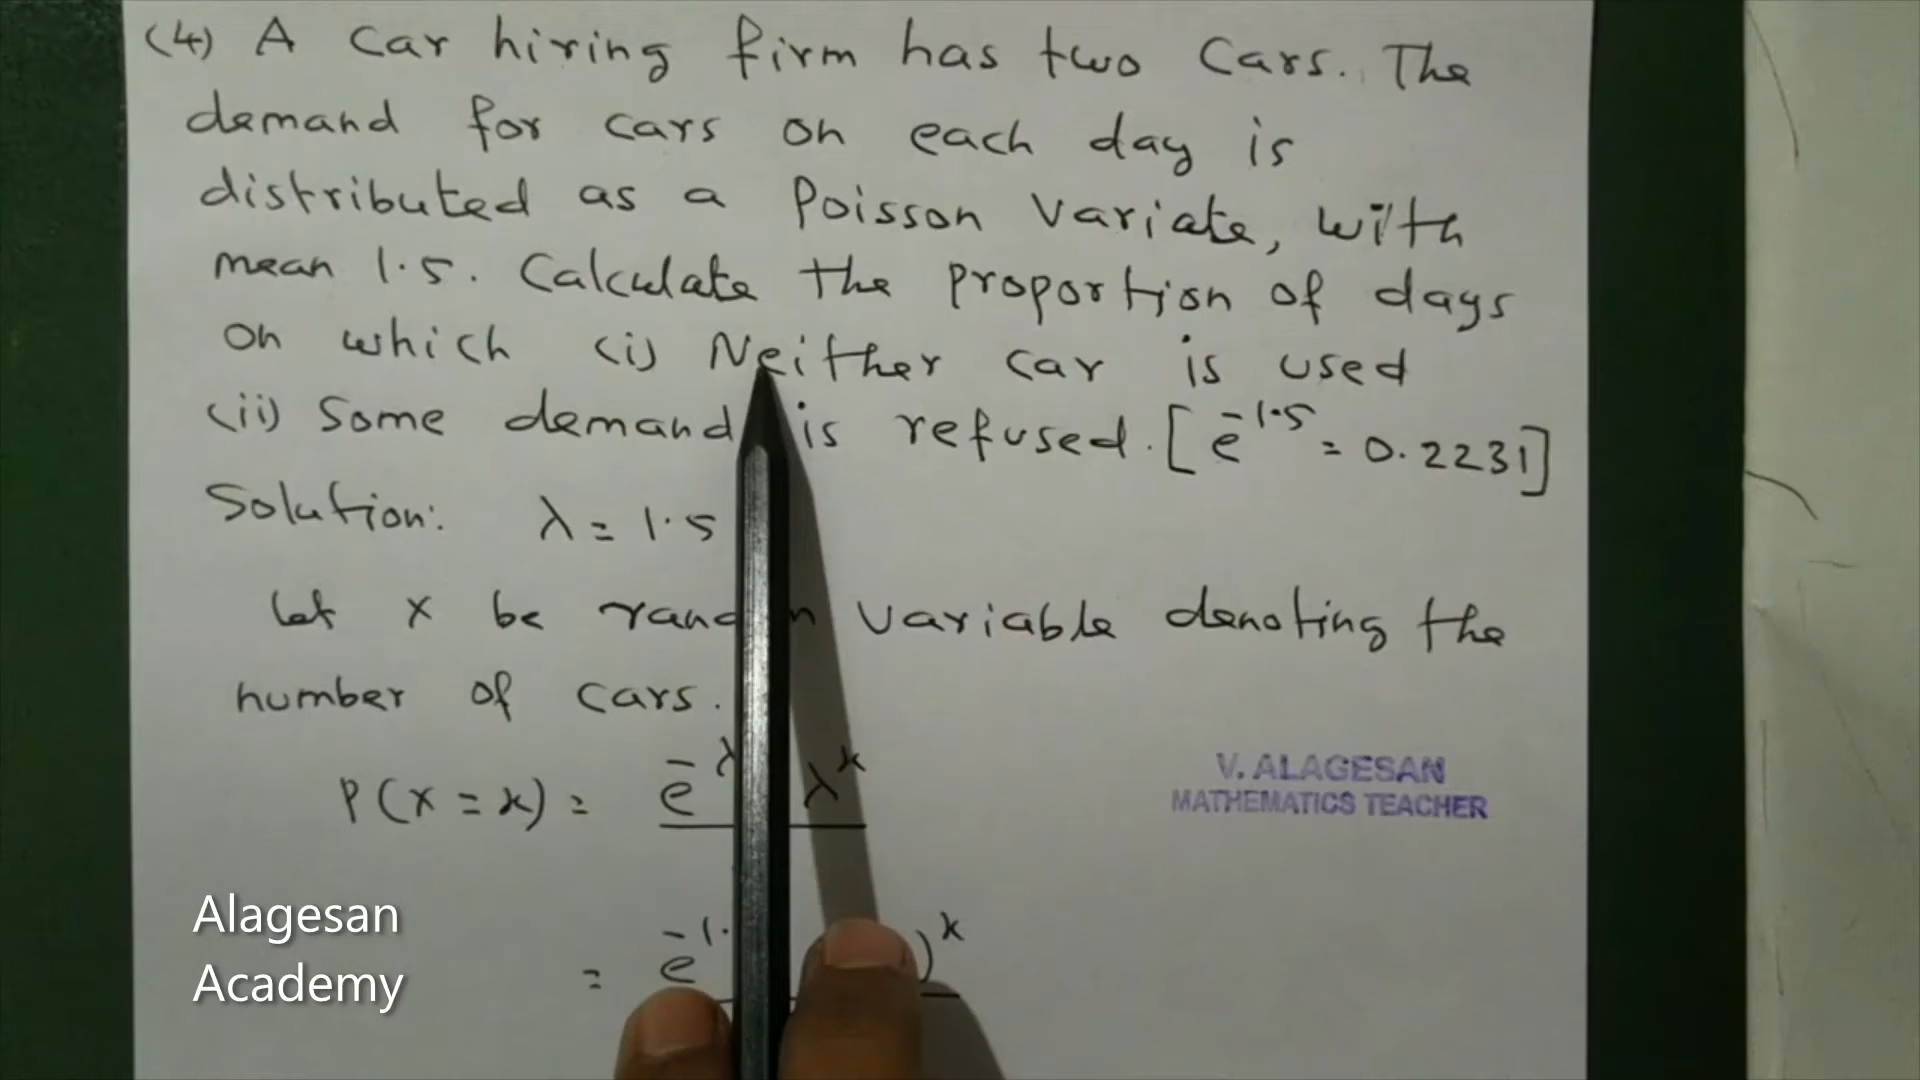 (4) A car hiring firm has two cars. The
demand for cars on each day is
distributed as a Poisson variate, with
mean 1.5. Calculate the proportion of days
on which (i) Neither car is used
(ii) Some demand is refused. [e^-1.5 = 0.2231]
Solution: λ = 1.5
Let X be variable denoting the
number of cars.
P(X = x) = e^-λ λ^x
V. ALAGESAN
MATHEMATICS TEACHER
= e^-1. )^x
Alagesan
Academy